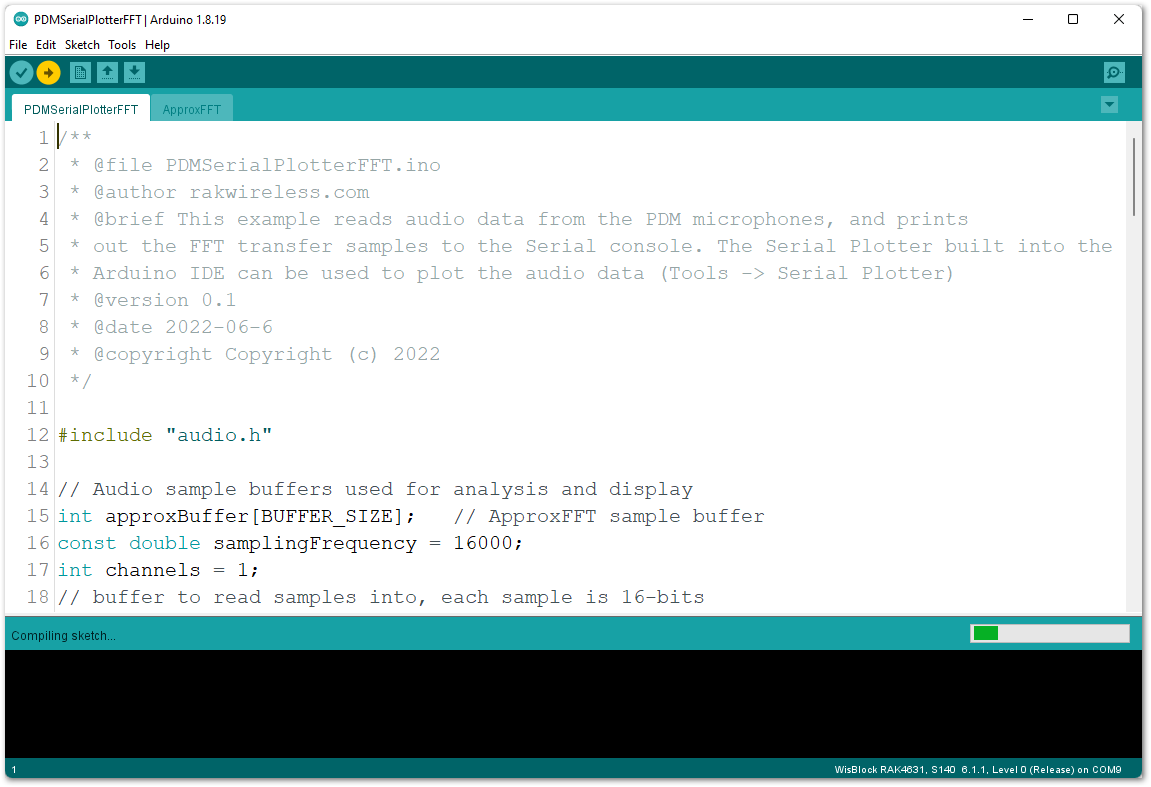 PDMSerialPlotterFFT | Arduino 1.8.19
File Edit Sketch Tools Help
PDMSerialPlotterFFT ApproxFFT
1 /**
2 * @file PDMSerialPlotterFFT.ino
3 * @author rakwireless.com
4 * @brief This example reads audio data from the PDM microphones, and prints
5 * out the FFT transfer samples to the Serial console. The Serial Plotter built into the
6 * Arduino IDE can be used to plot the audio data (Tools -> Serial Plotter)
7 * @version 0.1
8 * @date 2022-06-6
9 * @copyright Copyright (c) 2022
10 */
11
12 #include "audio.h"
13
14 // Audio sample buffers used for analysis and display
15 int approxBuffer[BUFFER_SIZE]; // ApproxFFT sample buffer
16 const double samplingFrequency = 16000;
17 int channels = 1;
18 // buffer to read samples into, each sample is 16-bits
Compiling sketch...
1 WisBlock RAK4631, S140 6.1.1, Level 0 (Release) on COM9